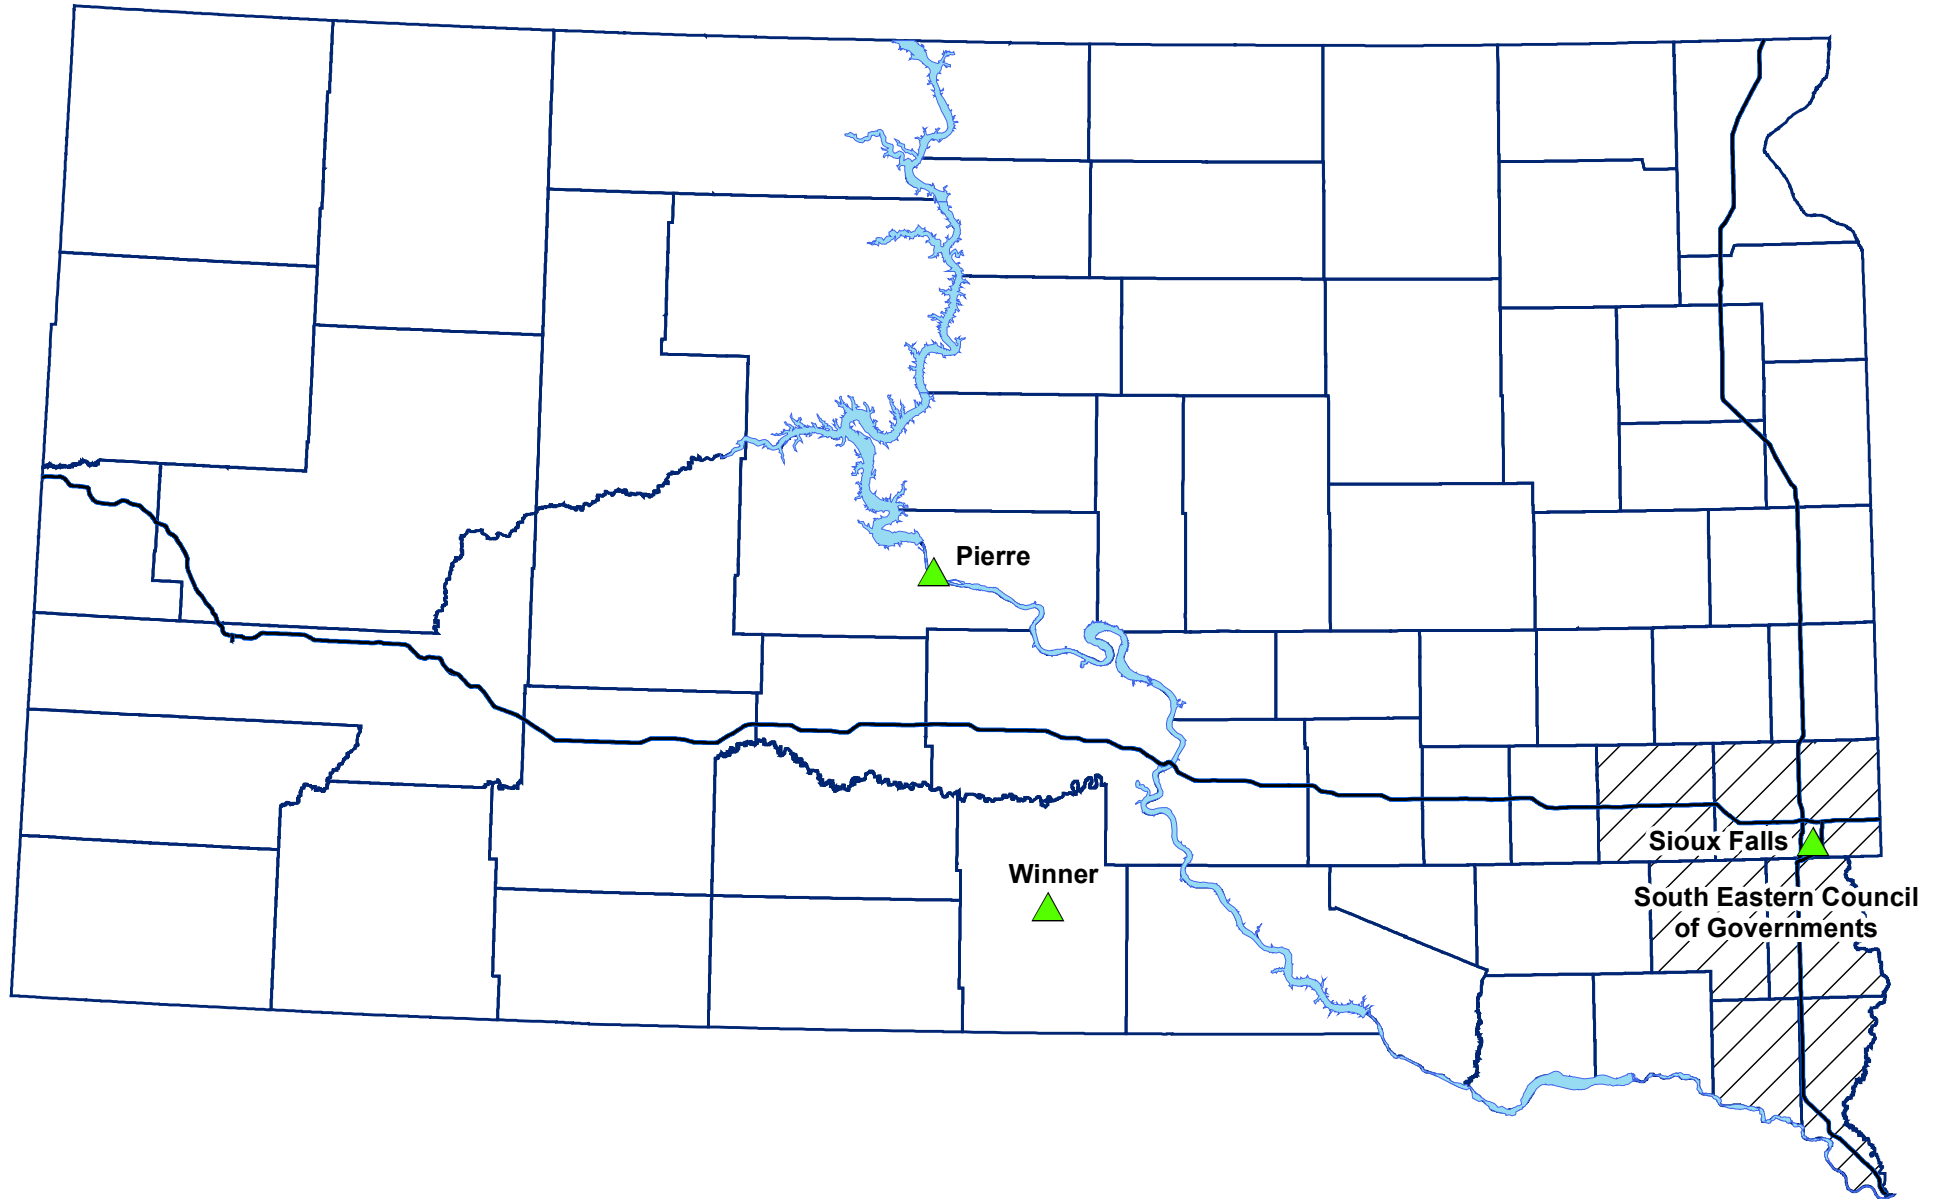 Pierre
Sioux Falls
Winner
South Eastern Council
of Governments